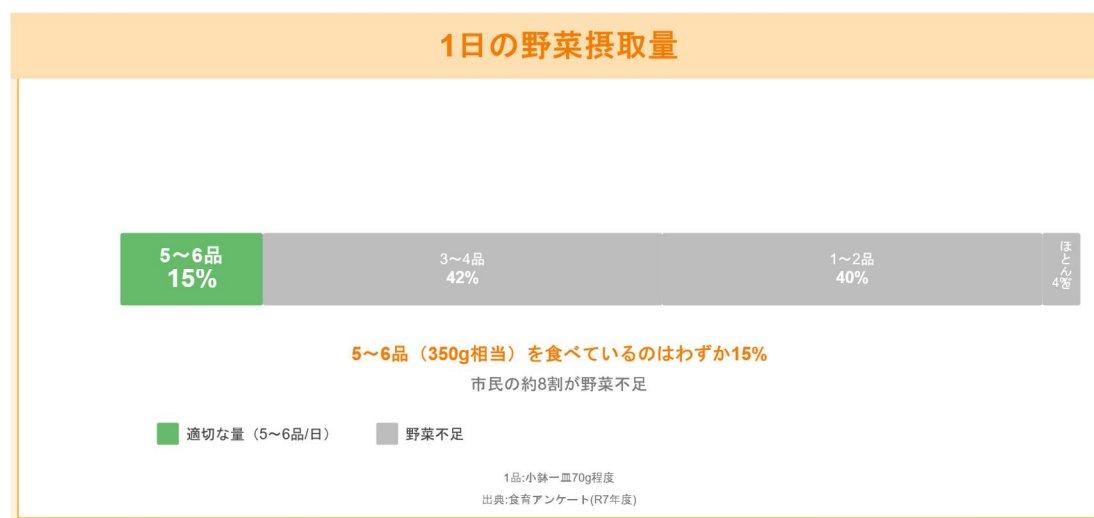 1日の野菜摂取量
5～6品
15%
3～4品
42%
1～2品
40%
ほとんど
4%
5～6品（350g相当）を食べているのはわずか15%
市民の約8割が野菜不足
適切な量（5～6品/日）
野菜不足
1品:小鉢一皿70g程度
出典:食育アンケート(R7年度)